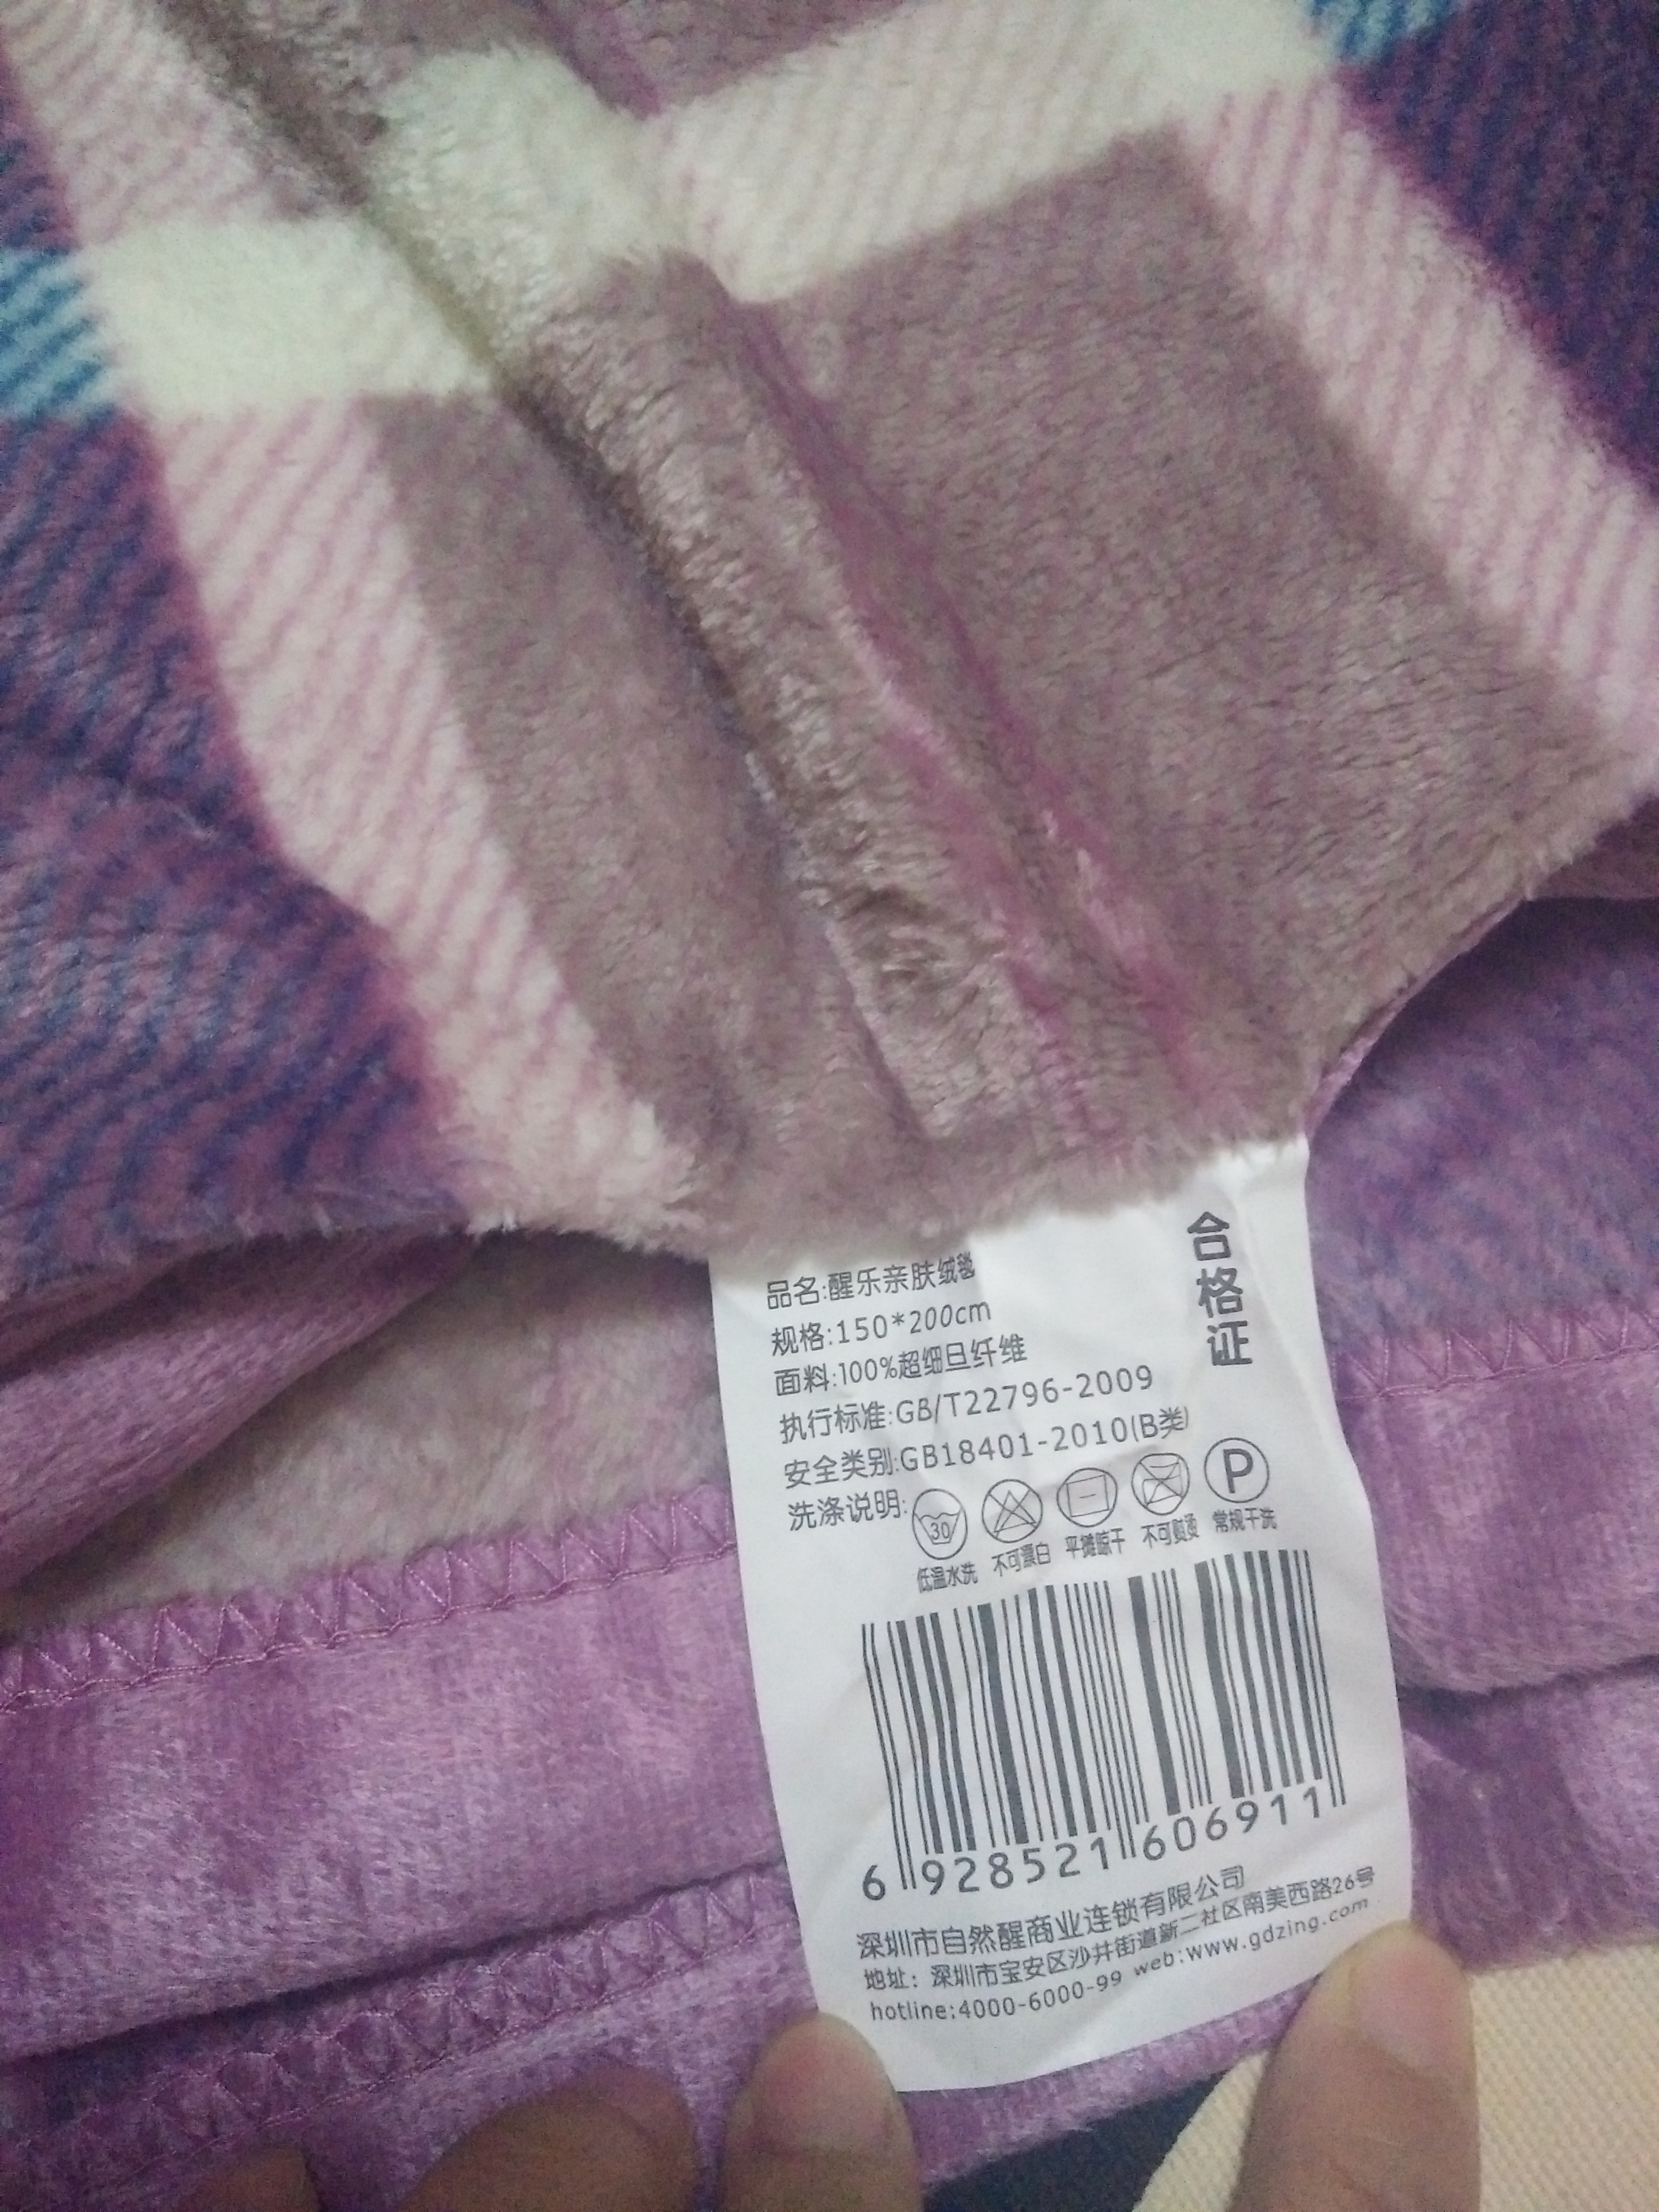 合格证
品名:醒乐亲肤绒毯
规格:150*200cm
面料:100%超细旦纤维
执行标准:GB/T22796-2009
安全类别:GB18401-2010(B类)
洗涤说明:
30
P
低温水洗 不可漂白 平摊晾干 不可熨烫 常规干洗
6 928521 606911
深圳市自然醒商业连锁有限公司
地址：深圳市宝安区沙井街道新二社区南美西路26号
hotline:4000-6000-99 web:www.gdzing.com